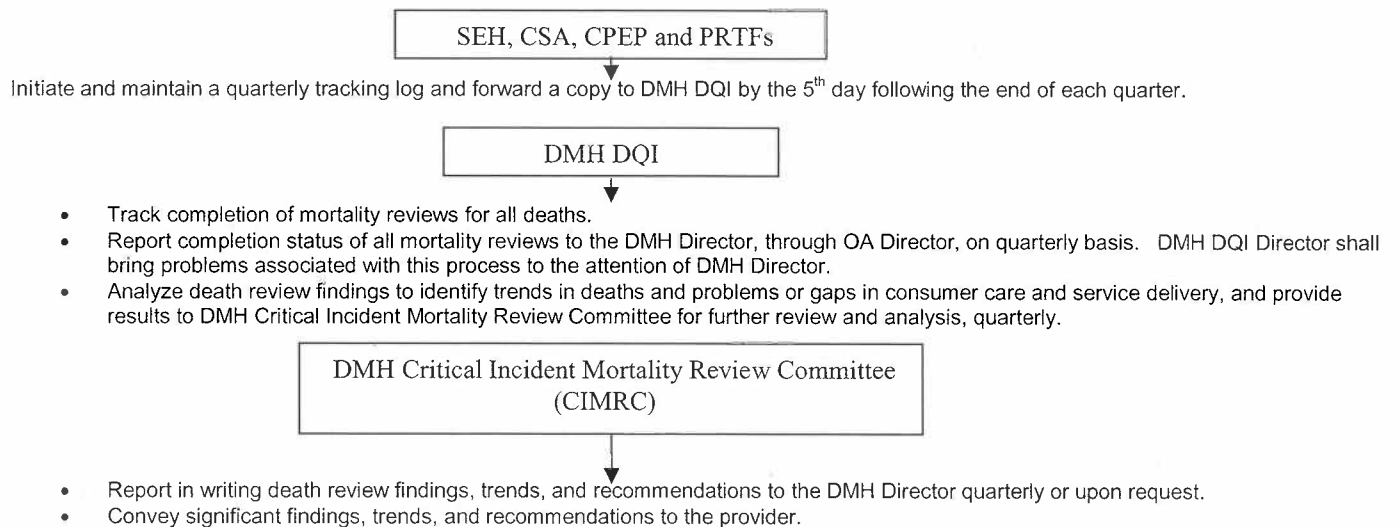 SEH, CSA, CPEP and PRTFs
Initiate and maintain a quarterly tracking log and forward a copy to DMH DQI by the 5th day following the end of each quarter.
DMH DQI
• Track completion of mortality reviews for all deaths.
• Report completion status of all mortality reviews to the DMH Director, through OA Director, on quarterly basis. DMH DQI Director shall
bring problems associated with this process to the attention of DMH Director.
• Analyze death review findings to identify trends in deaths and problems or gaps in consumer care and service delivery, and provide
results to DMH Critical Incident Mortality Review Committee for further review and analysis, quarterly.
DMH Critical Incident Mortality Review Committee
(CIMRC)
• Report in writing death review findings, trends, and recommendations to the DMH Director quarterly or upon request.
• Convey significant findings, trends, and recommendations to the provider.